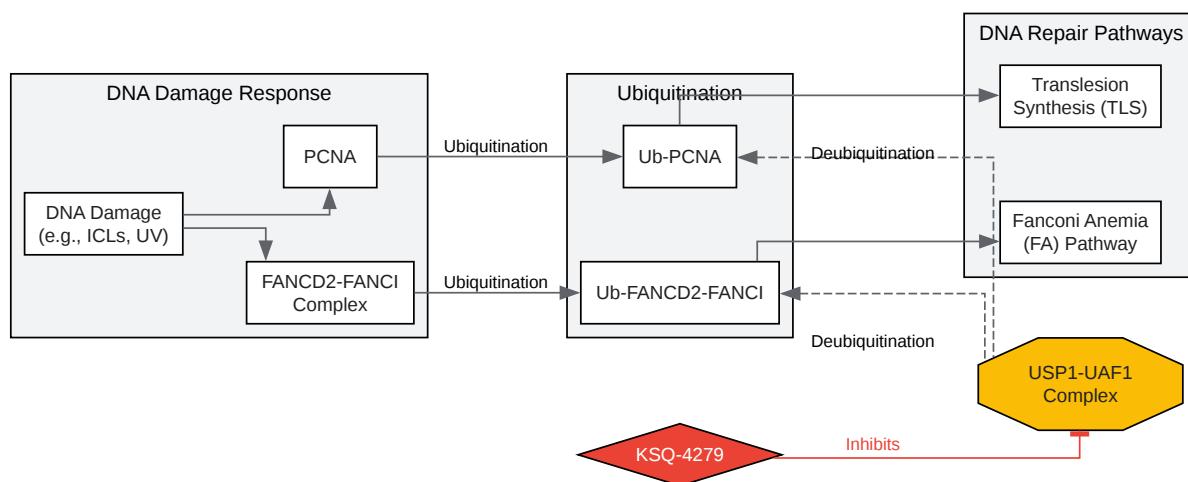 DNA Repair Pathways
DNA Damage Response
Ubiquitination
Translesion
Synthesis (TLS)
PCNA
Ubiquitination
Ub-PCNA
Deubiquitination
DNA Damage
(e.g., ICLs, UV)
Fanconi Anemia
(FA) Pathway
FANCD2-FANCI
Complex
Ubiquitination
Ub-FANCD2-FANCI
Deubiquitination
USP1-UAF1
Complex
KSQ-4279
Inhibits